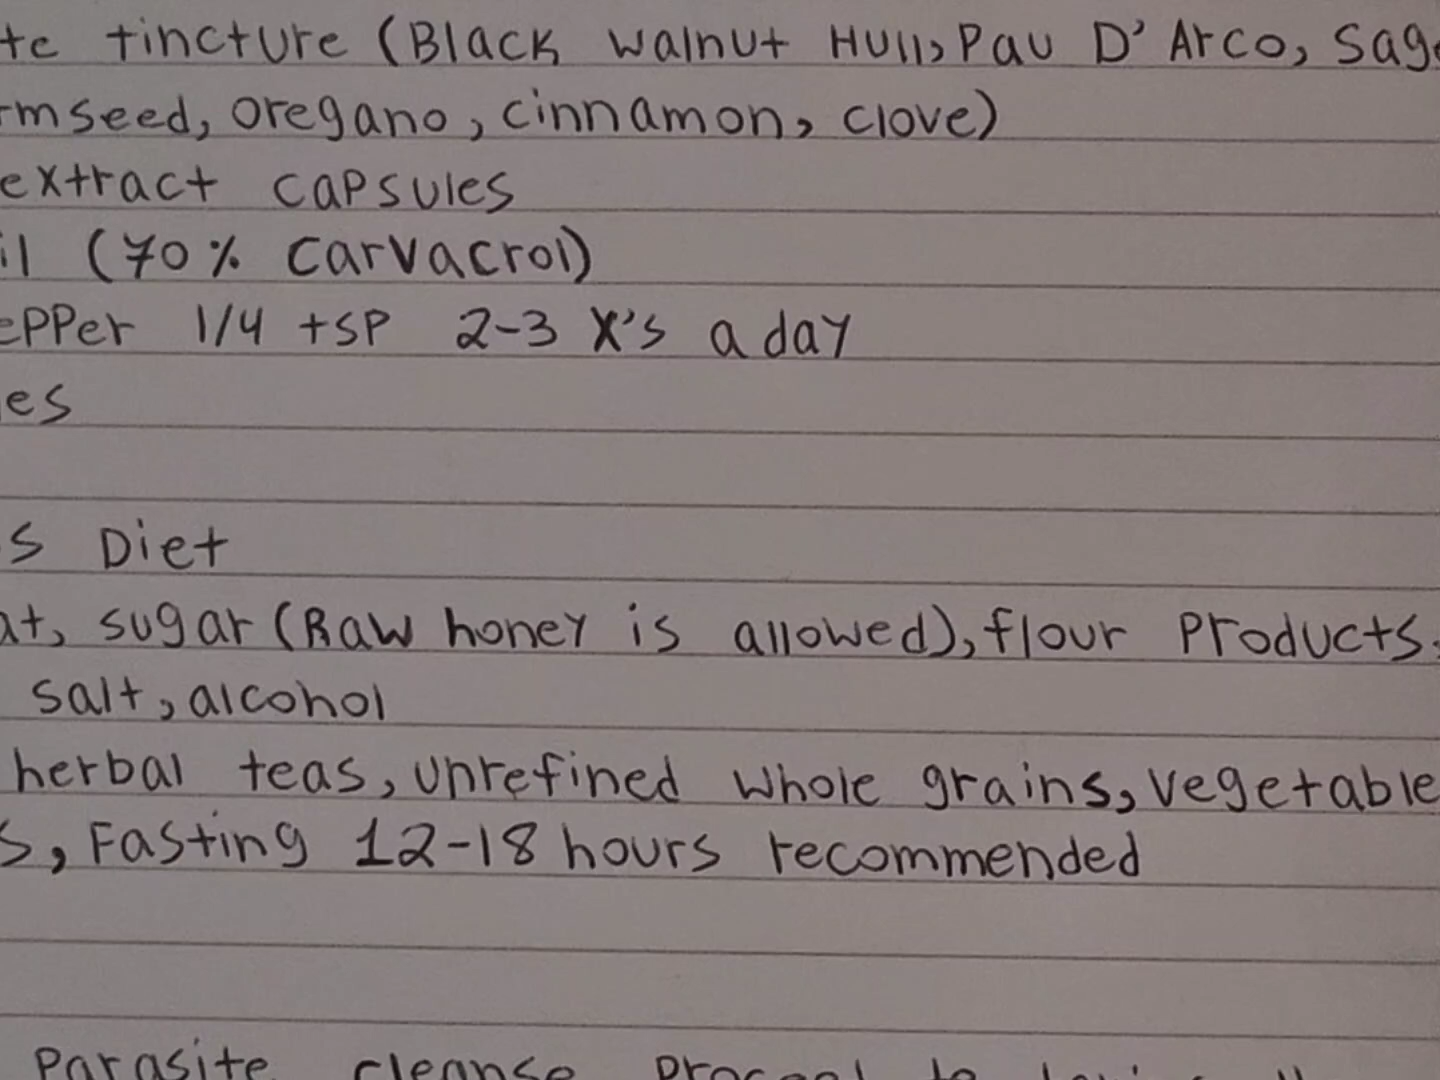 te tincture (Black walnut Hull, Pau D' Arco, sage
rmseed, oregano, cinnamon, clove)
extract capsules
il (70% Carvacrol)
epper 1/4 tsp 2-3 X's a day
es
s Diet
at, sugar (Raw honey is allowed), flour products,
salt, alcohol
herbal teas, unrefined whole grains, vegetable
s, Fasting 12-18 hours recommended
Parasite cleanse